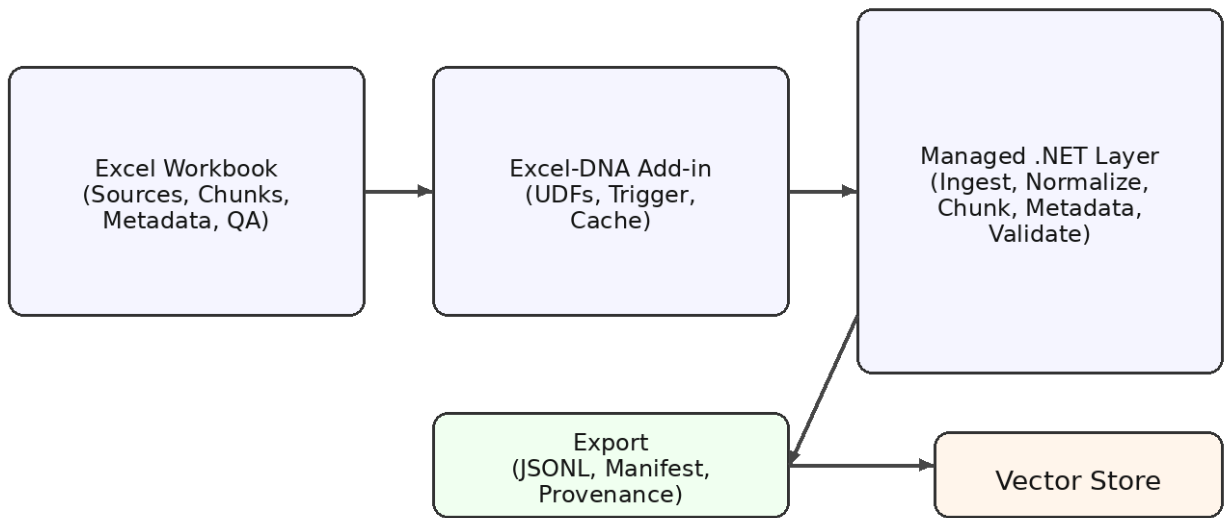 Excel Workbook
(Sources, Chunks,
Metadata, QA)
Excel-DNA Add-in
(UDFs, Trigger,
Cache)
Managed .NET Layer
(Ingest, Normalize,
Chunk, Metadata,
Validate)
Export
(JSONL, Manifest,
Provenance)
Vector Store